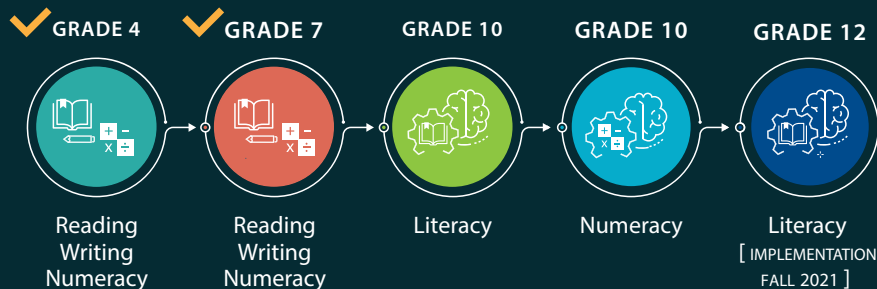 GRADE 4
GRADE 7
GRADE 10
GRADE 10
GRADE 12
Reading
Writing
Numeracy
Reading
Writing
Numeracy
Literacy
Numeracy
Literacy
[ IMPLEMENTATION
FALL 2021 ]